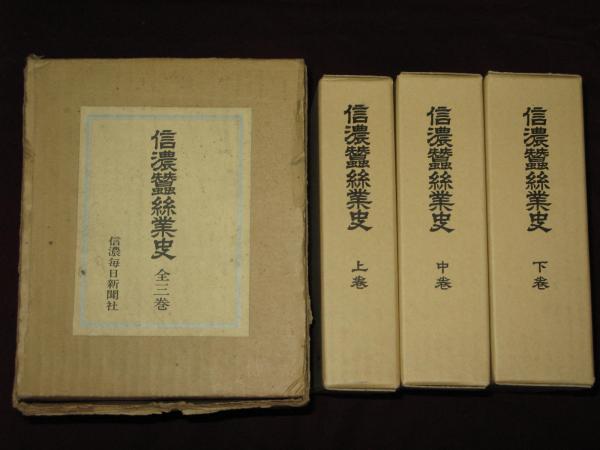 信濃蠶絲業史
全三巻
信濃毎日新聞社
信濃蠶絲業史
上巻
信濃蠶絲業史
中巻
信濃蠶絲業史
下巻